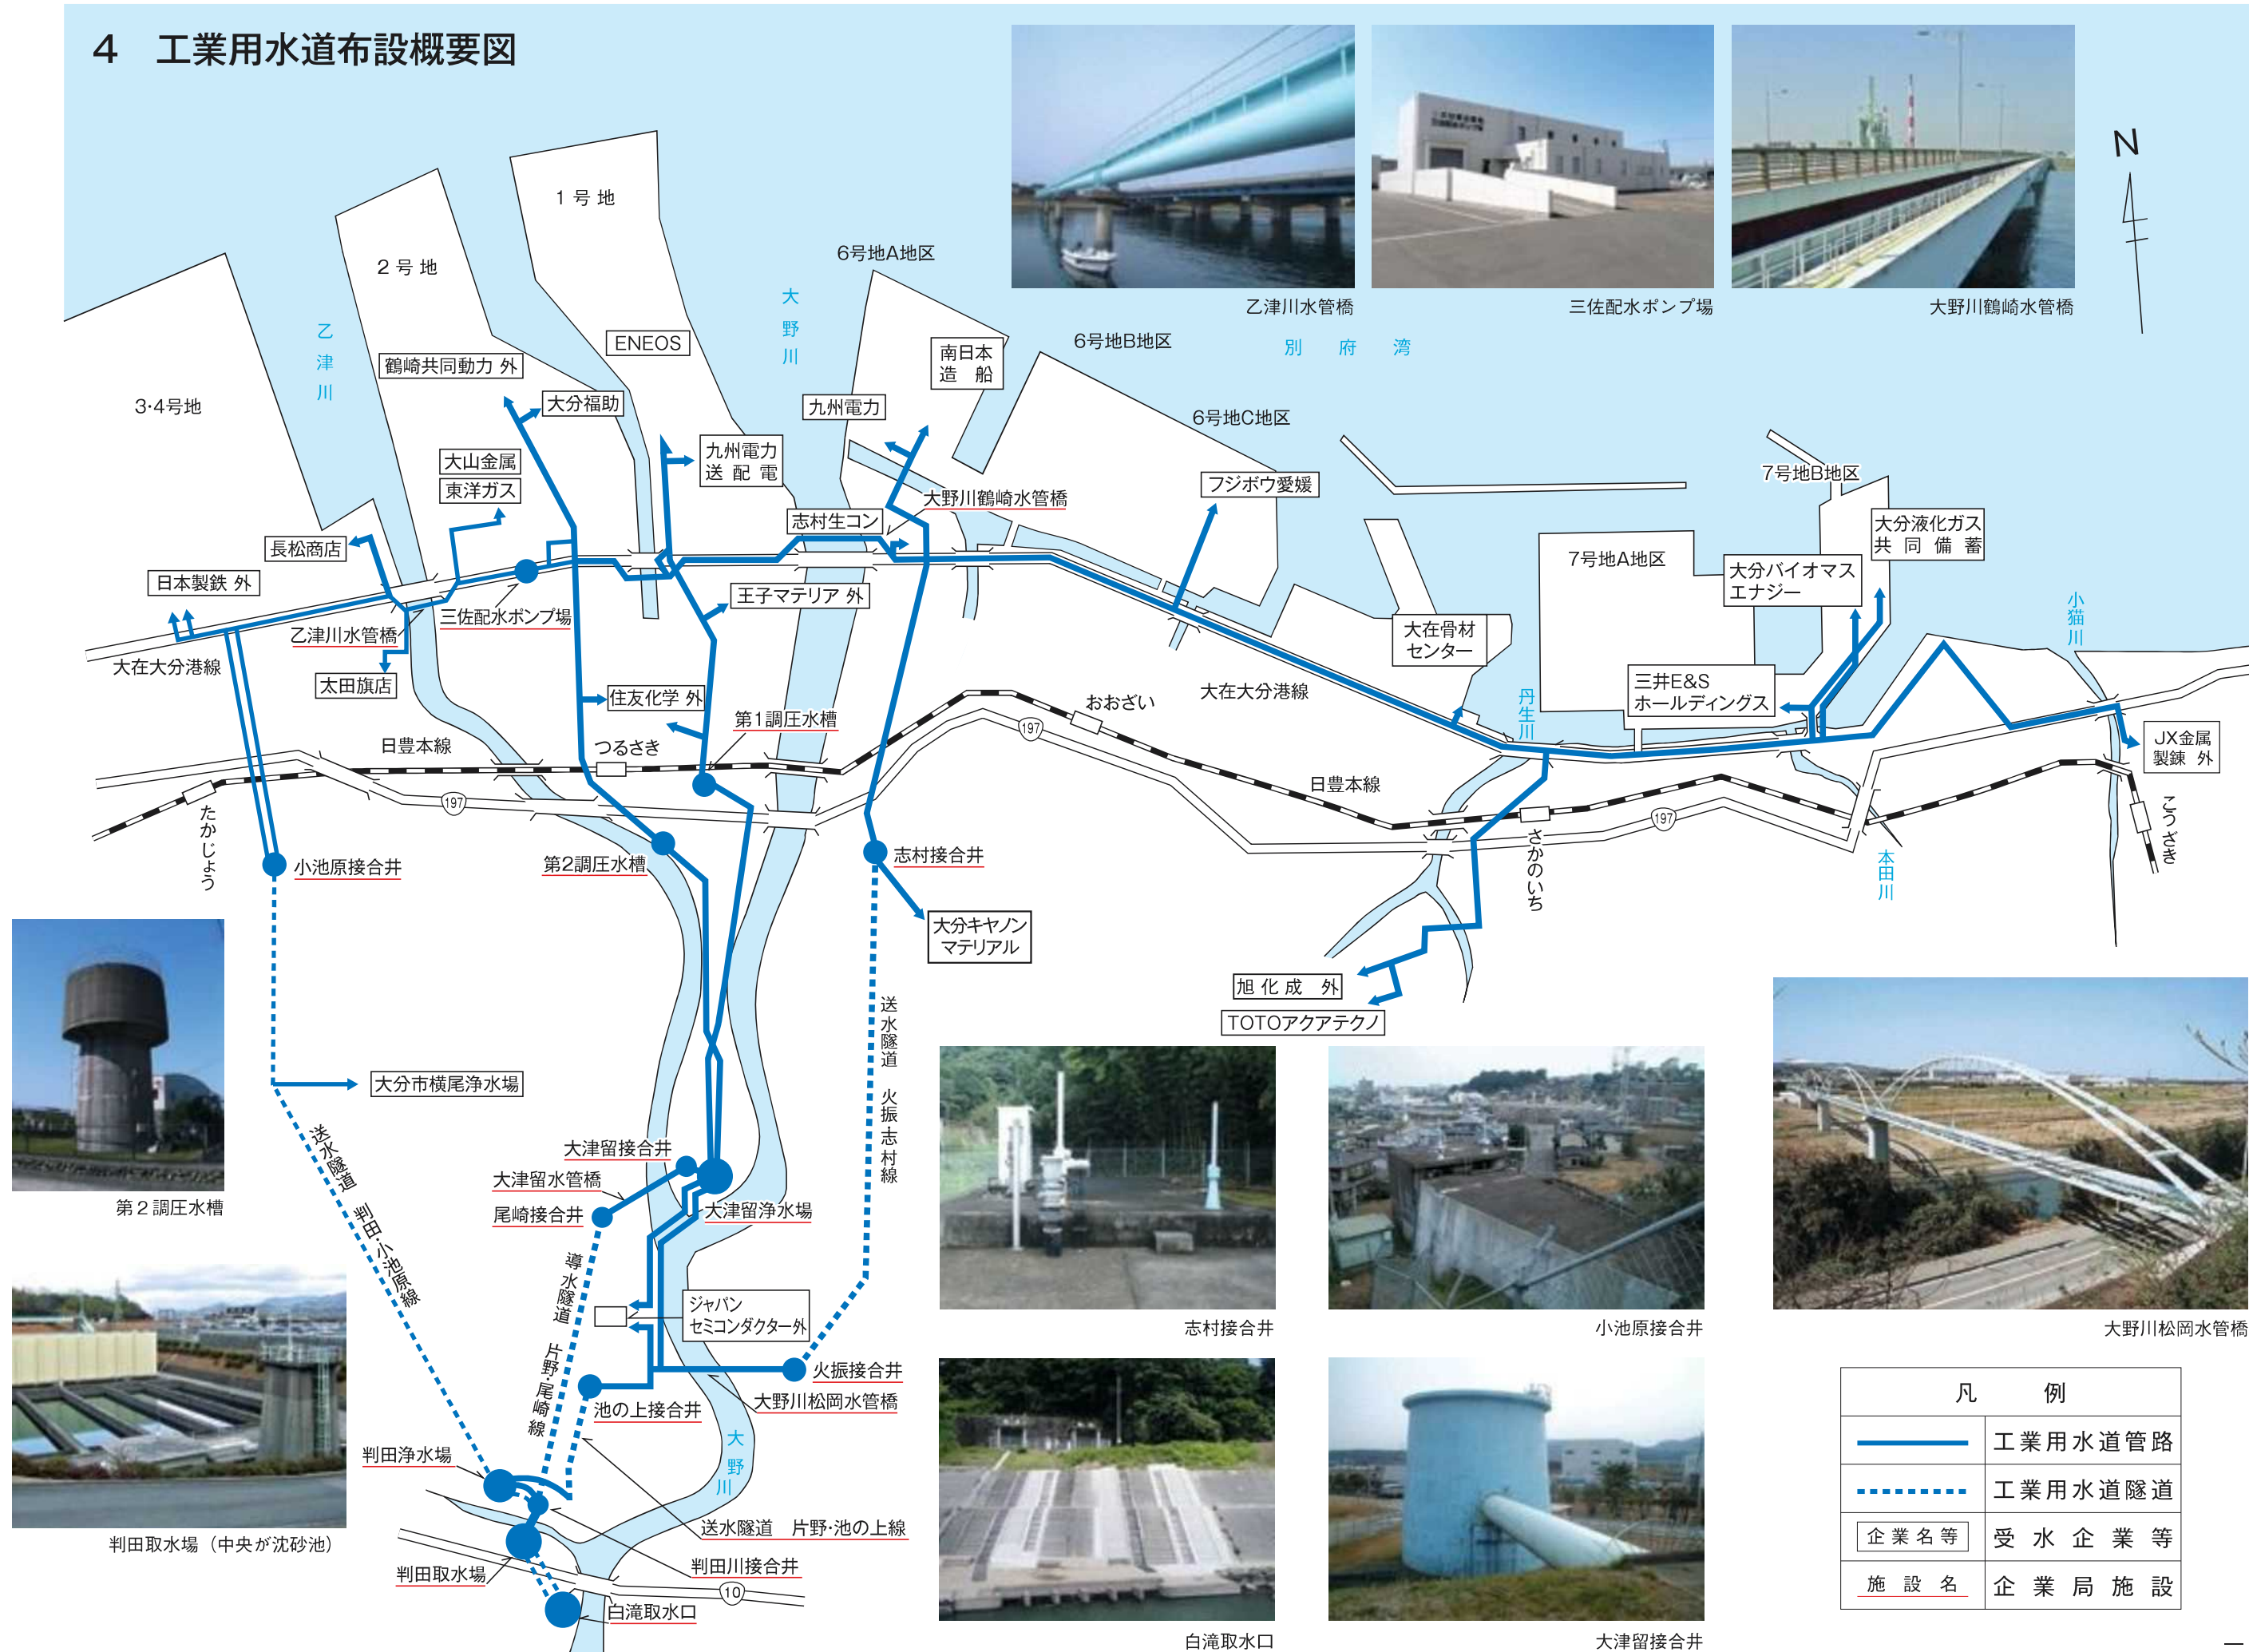 4 工業用水道布設概要図
乙津川水管橋
三佐配水ポンプ場
大野川鶴崎水管橋
N
1号地
2号地
3・4号地
6号地A地区
6号地B地区
6号地C地区
7号地A地区
7号地B地区
別府湾
乙津川
大野川
ENEOS
鶴崎共同動力 外
大分福助
大山金属
東洋ガス
九州電力
送配電
九州電力
南日本
造船
大野川鶴崎水管橋
志村生コン
フジボウ愛媛
長松商店
日本製鉄 外
乙津川水管橋
三佐配水ポンプ場
王子マテリア 外
大在大分港線
太田旗店
住友化学 外
第1調圧水槽
大在骨材
センター
大在大分港線
大分液化ガス
共同備蓄
大分バイオマス
エナジー
三井E&S
ホールディングス
小猫川
丹生川
JX金属
製錬 外
日豊本線
つるさき
おおざい
197
日豊本線
197
197
たかじょう
さかのいち
こうざき
本田川
小池原接合井
第2調圧水槽
志村接合井
大分キヤノン
マテリアル
旭化成 外
TOTOアクアテクノ
第2調圧水槽
大分市横尾浄水場
送水隧道 判田・小池原線
送水隧道 火振・志村線
大津留接合井
大津留水管橋
尾崎接合井
大津留浄水場
導水隧道 片野・尾崎線
ジャパン
セミコンダクター外
火振接合井
池の上接合井
大野川松岡水管橋
大野川
判田浄水場
送水隧道 片野・池の上線
判田川接合井
判田取水場
10
白滝取水口
判田取水場(中央が沈砂池)
志村接合井
小池原接合井
大野川松岡水管橋
白滝取水口
大津留接合井
凡例
工業用水道管路
工業用水道隧道
企業名等 受水企業等
施設名 企業局施設